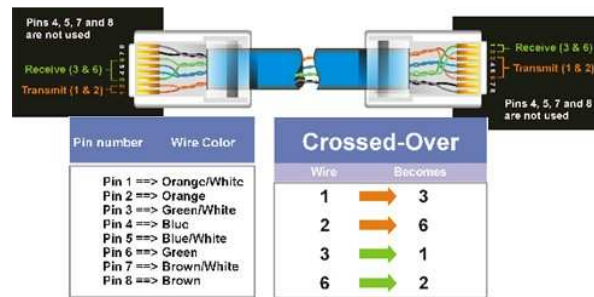 Pins 4, 5, 7 and 8
are not used
Receive (3 & 6)
Transmit (1 & 2)
Receive (3 & 6)
Transmit (1 & 2)
Pins 4, 5, 7 and 8
are not used
Pin number Wire Color
Pin 1 ==> Orange/White
Pin 2 ==> Orange
Pin 3 ==> Green/White
Pin 4 ==> Blue
Pin 5 ==> Blue/White
Pin 6 ==> Green
Pin 7 ==> Brown/White
Pin 8 ==> Brown
Crossed-Over
Wire Becomes
1 3
2 6
3 1
6 2